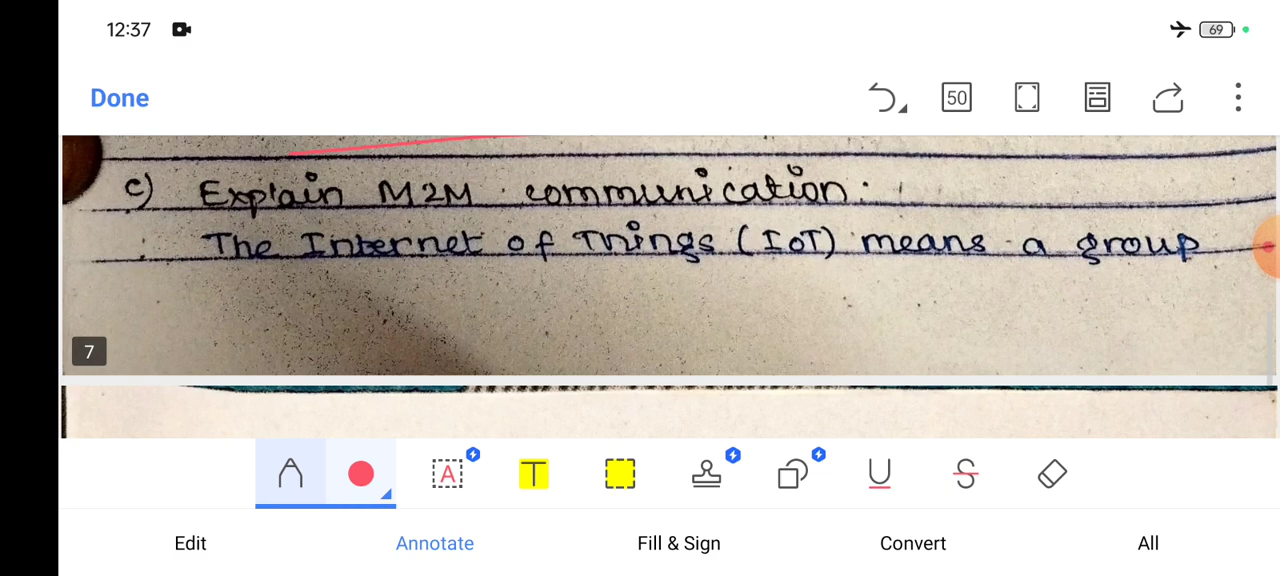 12:37
69
Done
50
c) Explain M2M communication:
The Internet of Things (IoT) means a group
7
A
T
U
S
Edit Annotate Fill & Sign Convert All